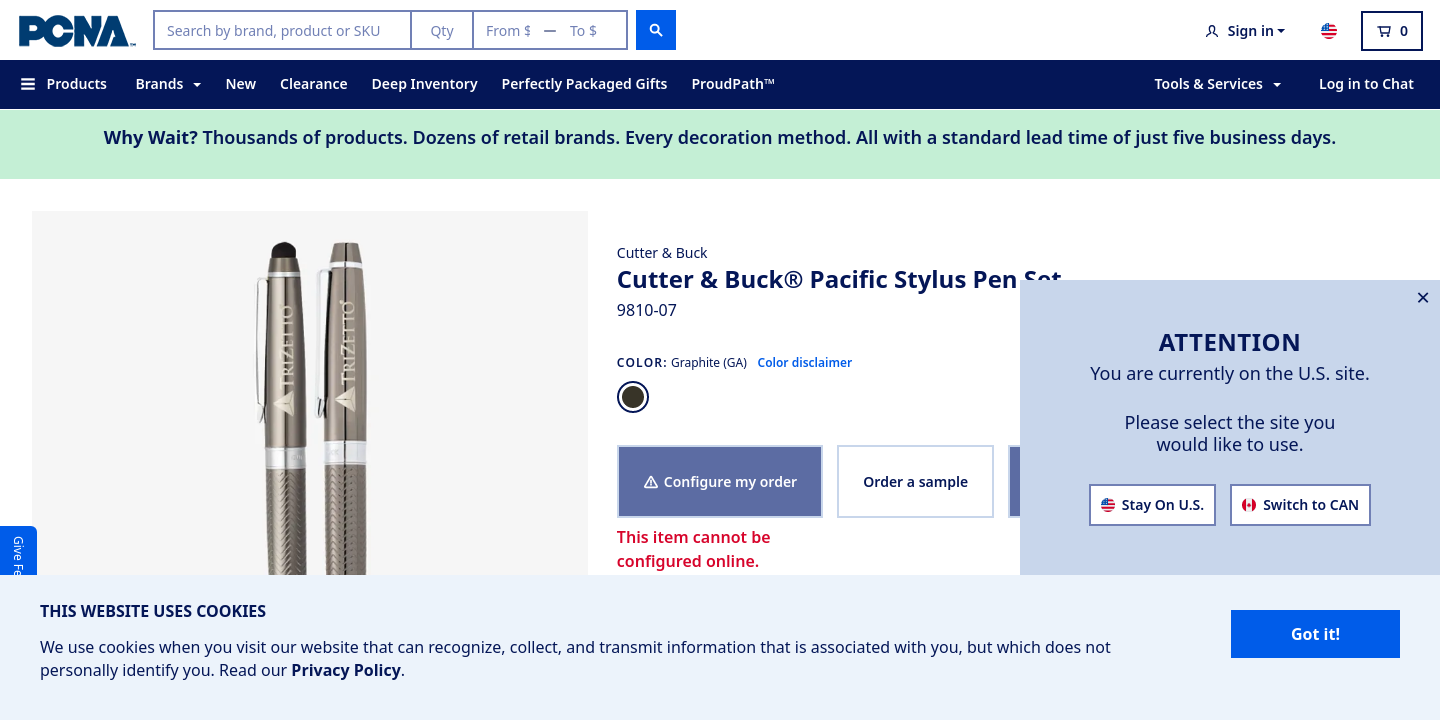 PCNA™
Search by brand, product or SKU
Qty
From $
—
To $
Sign in
0
Products
Brands
New
Clearance
Deep Inventory
Perfectly Packaged Gifts
ProudPath™
Tools & Services
Log in to Chat
Why Wait? Thousands of products. Dozens of retail brands. Every decoration method. All with a standard lead time of just five business days.
TRIZETTO
TRIZETTO®
Cutter & Buck
Cutter & Buck® Pacific Stylus Pen Set
9810-07
COLOR: Graphite (GA) Color disclaimer
Configure my order
Order a sample
This item cannot be
configured online.
ATTENTION
You are currently on the U.S. site.
Please select the site you
would like to use.
Stay On U.S.
Switch to CAN
Give Fe
THIS WEBSITE USES COOKIES
We use cookies when you visit our website that can recognize, collect, and transmit information that is associated with you, but which does not
personally identify you. Read our Privacy Policy.
Got it!